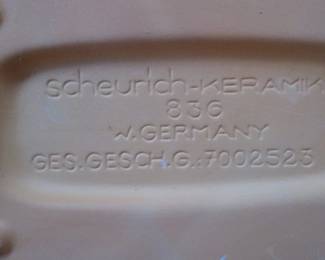 scheurich-KERAMIK
836
W.GERMANY
GES.GESCH.G.:7002523